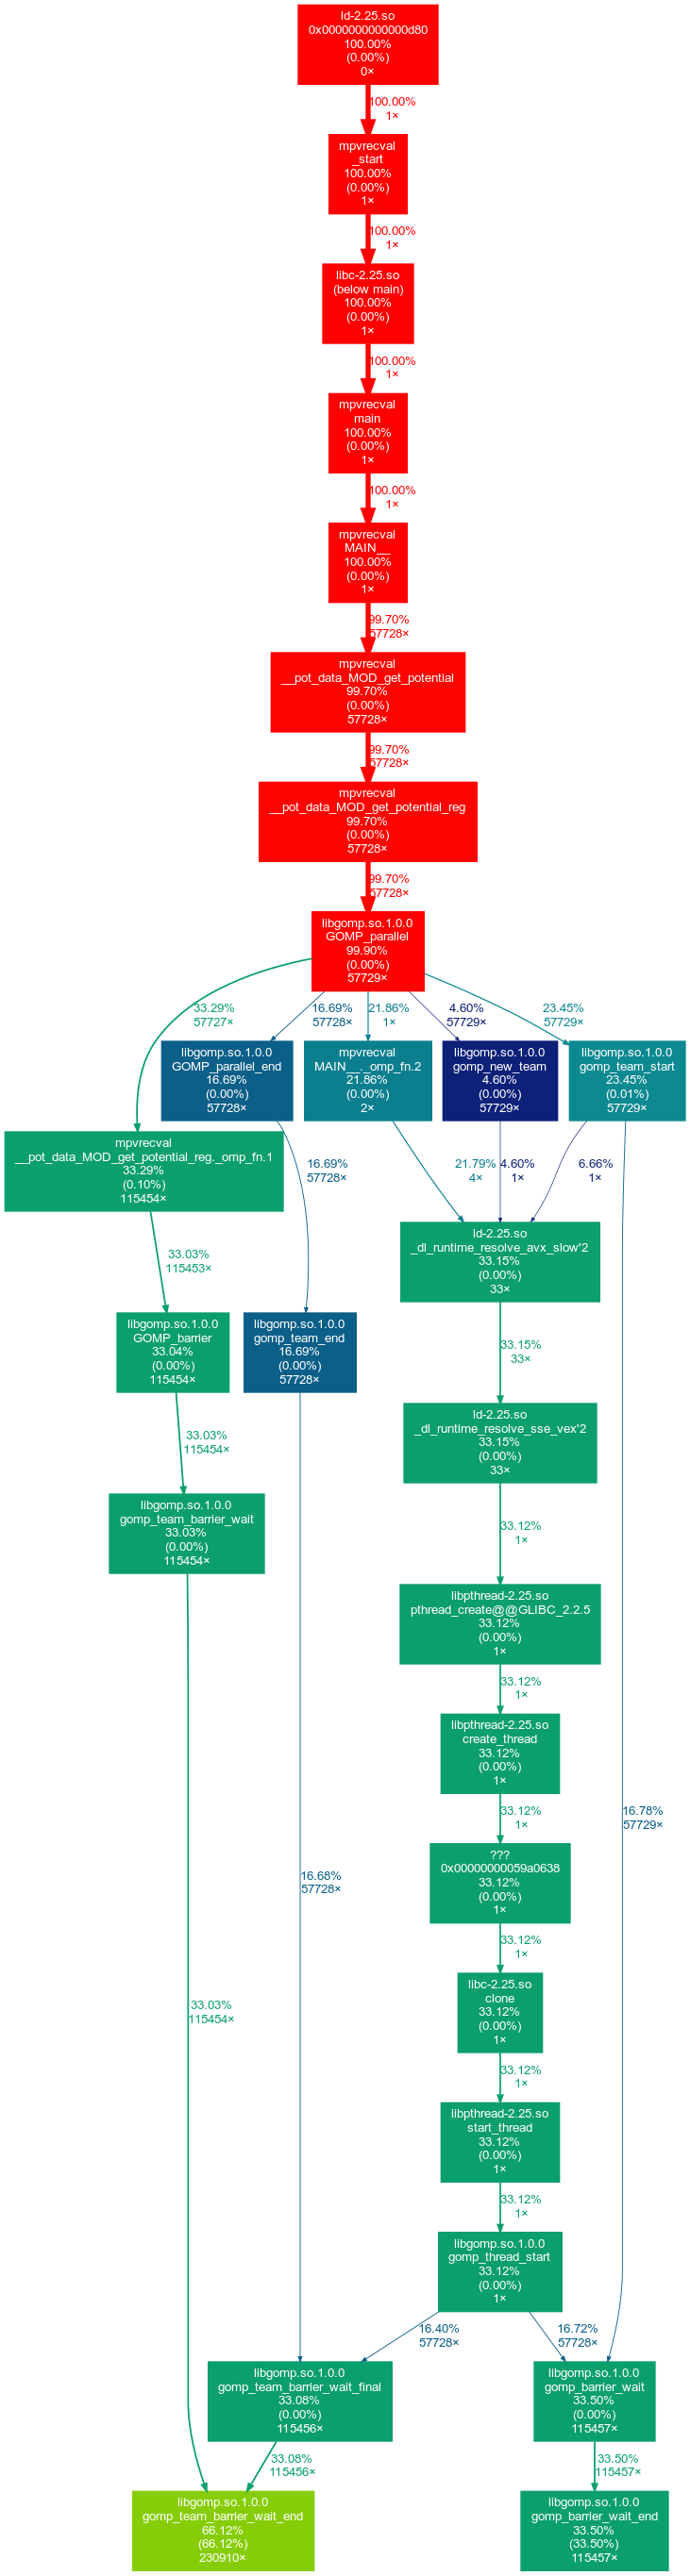 ld-2.25.so
0x0000000000000d80
100.00%
(0.00%)
0×
100.00%
1×
mpvrecval
_start
100.00%
(0.00%)
1×
100.00%
1×
libc-2.25.so
(below main)
100.00%
(0.00%)
1×
100.00%
1×
mpvrecval
main
100.00%
(0.00%)
1×
100.00%
1×
mpvrecval
MAIN__
100.00%
(0.00%)
1×
99.70%
57728×
mpvrecval
__pot_data_MOD_get_potential
99.70%
(0.00%)
57728×
99.70%
57728×
mpvrecval
__pot_data_MOD_get_potential_reg
99.70%
(0.00%)
57728×
99.70%
57728×
libgomp.so.1.0.0
GOMP_parallel
99.90%
(0.00%)
57729×
33.29%
57727×
16.69%
57728×
21.86%
1×
4.60%
57729×
23.45%
57729×
libgomp.so.1.0.0
GOMP_parallel_end
16.69%
(0.00%)
57728×
mpvrecval
MAIN__._omp_fn.2
21.86%
(0.00%)
2×
libgomp.so.1.0.0
gomp_new_team
4.60%
(0.00%)
57729×
libgomp.so.1.0.0
gomp_team_start
23.45%
(0.01%)
57729×
mpvrecval
__pot_data_MOD_get_potential_reg._omp_fn.1
33.29%
(0.10%)
115454×
16.69%
57728×
21.79%
4×
4.60%
1×
6.66%
1×
ld-2.25.so
_dl_runtime_resolve_avx_slow'2
33.15%
(0.00%)
33×
33.03%
115453×
libgomp.so.1.0.0
GOMP_barrier
33.04%
(0.00%)
115454×
libgomp.so.1.0.0
gomp_team_end
16.69%
(0.00%)
57728×
33.15%
33×
ld-2.25.so
_dl_runtime_resolve_sse_vex'2
33.15%
(0.00%)
33×
33.03%
115454×
libgomp.so.1.0.0
gomp_team_barrier_wait
33.03%
(0.00%)
115454×
33.12%
1×
libpthread-2.25.so
pthread_create@@GLIBC_2.2.5
33.12%
(0.00%)
1×
33.12%
1×
libpthread-2.25.so
create_thread
33.12%
(0.00%)
1×
33.12%
1×
16.78%
57729×
???
0x00000000059a0638
33.12%
(0.00%)
1×
16.68%
57728×
33.12%
1×
libc-2.25.so
clone
33.12%
(0.00%)
1×
33.03%
115454×
33.12%
1×
libpthread-2.25.so
start_thread
33.12%
(0.00%)
1×
33.12%
1×
libgomp.so.1.0.0
gomp_thread_start
33.12%
(0.00%)
1×
16.40%
57728×
16.72%
57728×
libgomp.so.1.0.0
gomp_team_barrier_wait_final
33.08%
(0.00%)
115456×
libgomp.so.1.0.0
gomp_barrier_wait
33.50%
(0.00%)
115457×
33.08%
115456×
33.50%
115457×
libgomp.so.1.0.0
gomp_team_barrier_wait_end
66.12%
(66.12%)
230910×
libgomp.so.1.0.0
gomp_barrier_wait_end
33.50%
(33.50%)
115457×